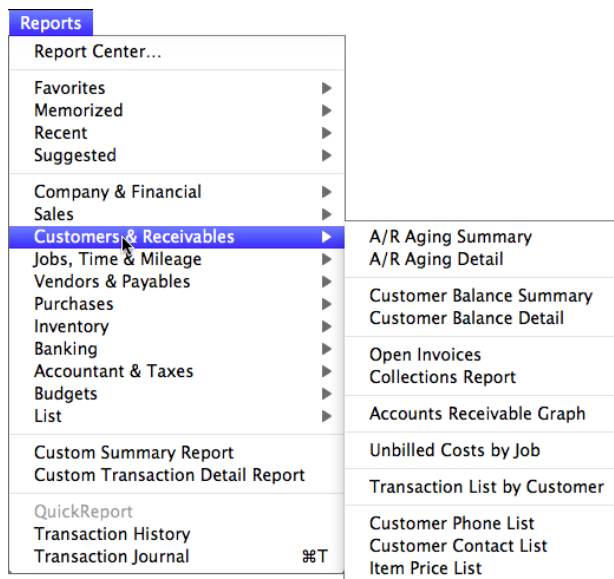 Reports
Report Center...
Favorites
Memorized
Recent
Suggested
Company & Financial
Sales
Customers & Receivables
Jobs, Time & Mileage
Vendors & Payables
Purchases
Inventory
Banking
Accountant & Taxes
Budgets
List
Custom Summary Report
Custom Transaction Detail Report
QuickReport
Transaction History
Transaction Journal ⌘T
A/R Aging Summary
A/R Aging Detail
Customer Balance Summary
Customer Balance Detail
Open Invoices
Collections Report
Accounts Receivable Graph
Unbilled Costs by Job
Transaction List by Customer
Customer Phone List
Customer Contact List
Item Price List